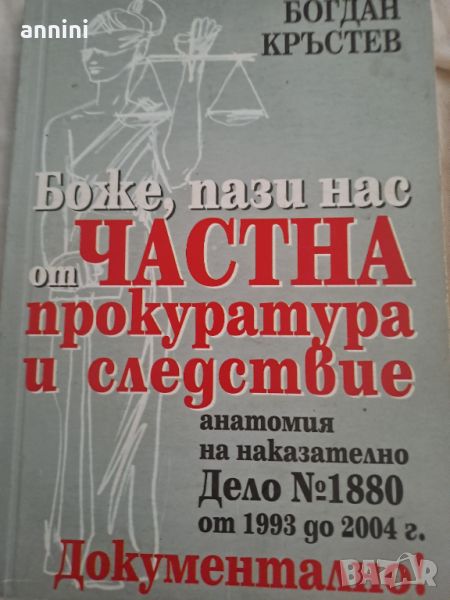 annini
БОГДАН
КРЪСТЕВ
Боже, пази нас
от ЧАСТНА
прокуратура
и следствие
анатомия
на наказателно
Дело №1880
от 1993 до 2004 г.
Документално!
BAZAR